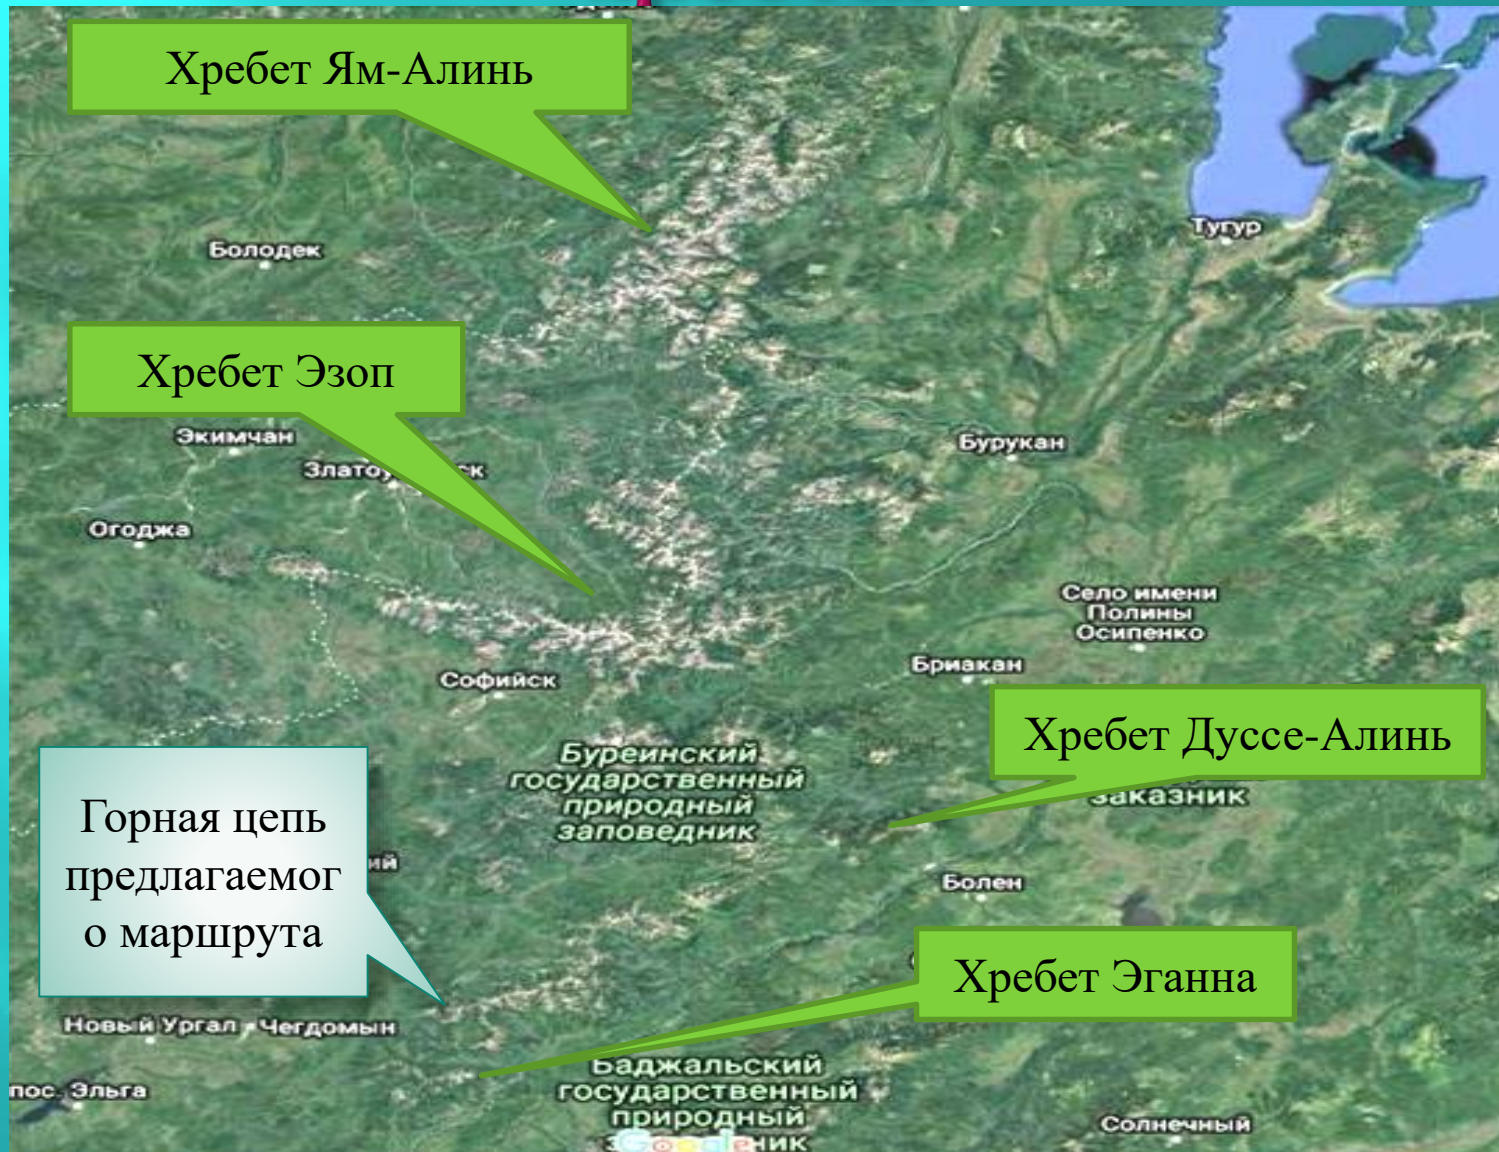 Хребет Ям-Алинь
Болодек
Тугур
Хребет Эзоп
Экимчан
Бурукан
Огоджа
Село имени
Полины
Осипенко
Бриакан
Софийск
Хребет Дуссе-Алинь
заказник
Буреинский
государственный
природный
заповедник
Горная цепь
предлагаемог
о маршрута
ий
Болен
Хребет Эганна
Новый Ургал
Чегдомын
Баджальский
государственный
природный
пос. Эльга
Солнечный
Google